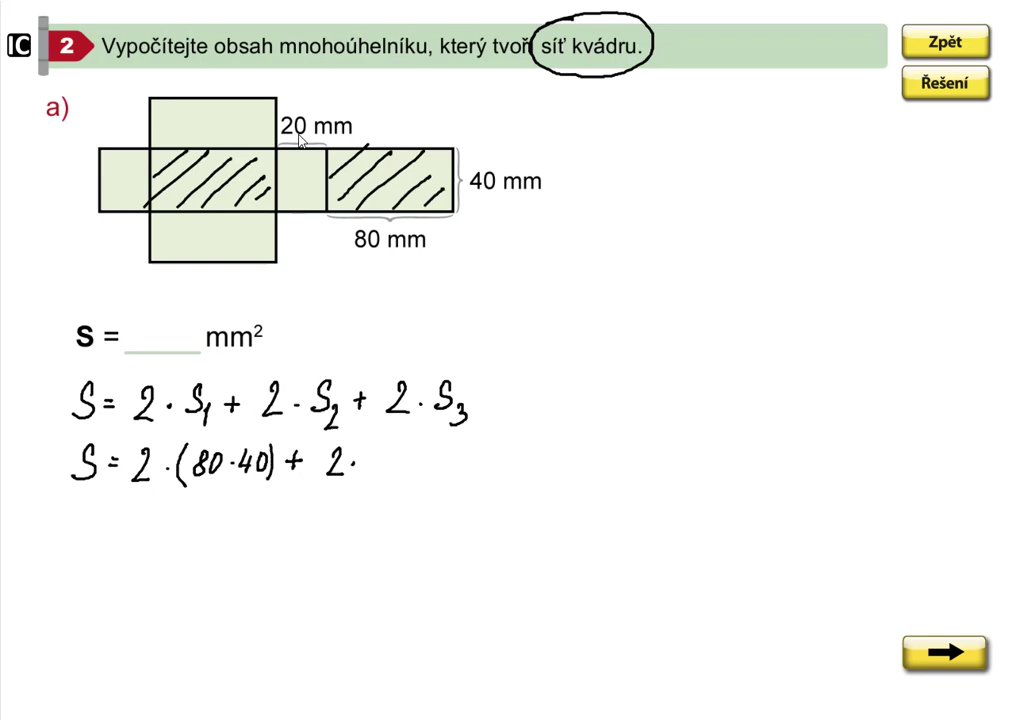 IC 2 Vypočítejte obsah mnohoúhelníku, který tvoří síť kvádru.
Zpět
Řešení
a)
20 mm
40 mm
80 mm
S = _____ mm²
S = 2 · S₁ + 2 · S₂ + 2 · S₃
S = 2 · (80 · 40) + 2 ·